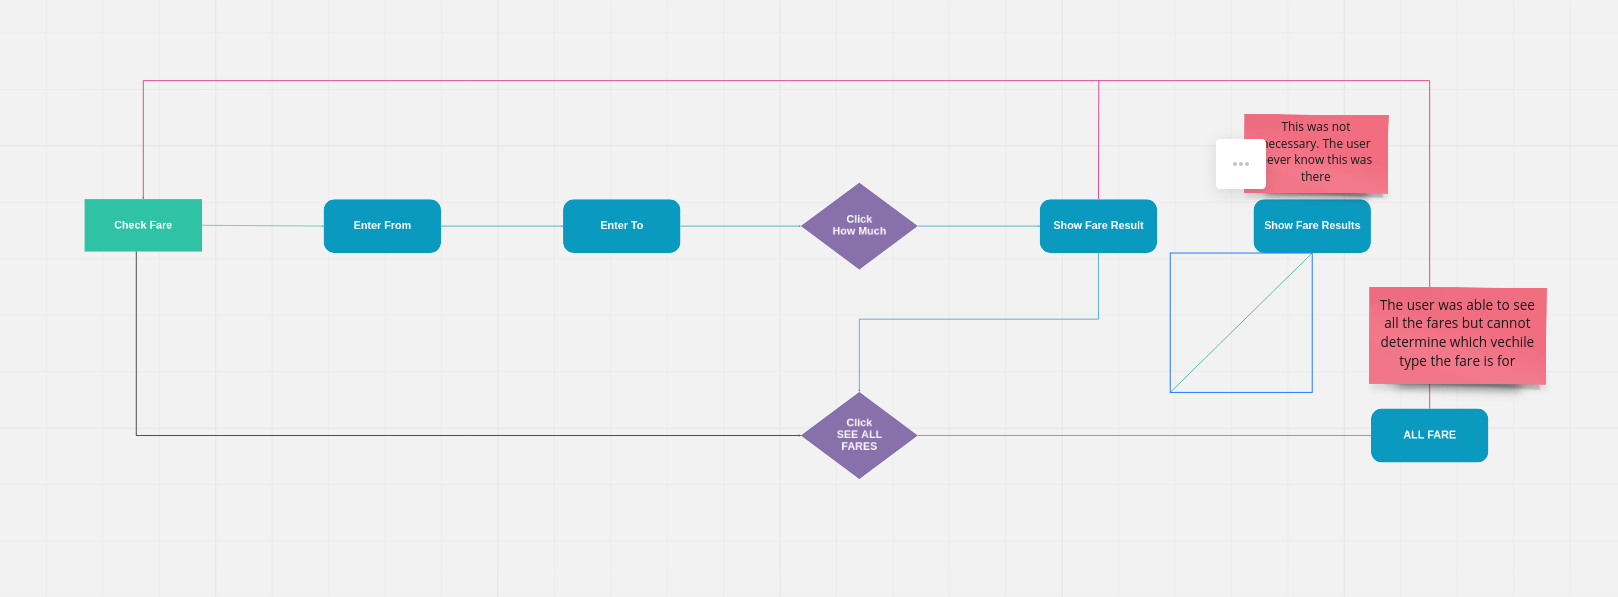 This was not
necessary. The user
ever know this was
there
Check Fare
Enter From
Enter To
Click
How Much
Show Fare Result
Show Fare Results
The user was able to see
all the fares but cannot
determine which vechile
type the fare is for
Click
SEE ALL
FARES
ALL FARE